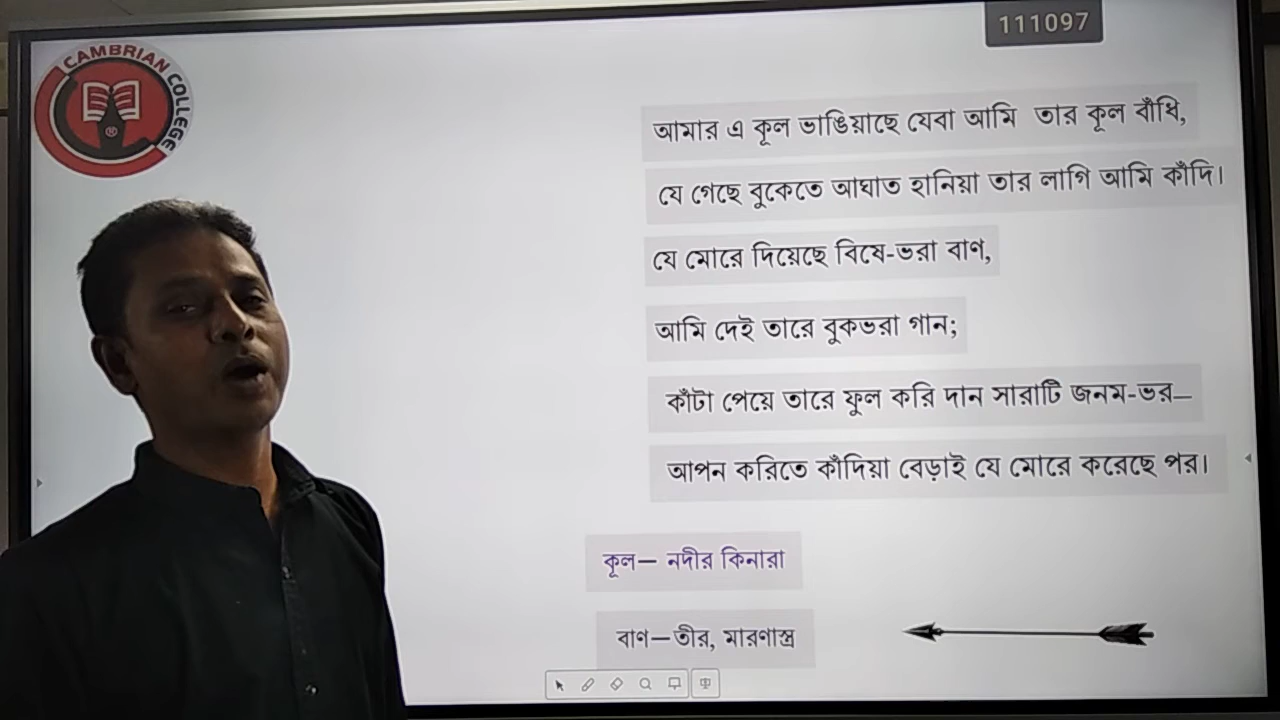 CAMBRIAN COLLEGE
®
111097
আমার এ কূল ভাঙিয়াছে যেবা আমি তার কূল বাঁধি,
যে গেছে বুকেতে আঘাত হানিয়া তার লাগি আমি কাঁদি।
যে মোরে দিয়েছে বিষে-ভরা বাণ,
আমি দেই তারে বুকভরা গান;
কাঁটা পেয়ে তারে ফুল করি দান সারাটি জনম-ভর—
আপন করিতে কাঁদিয়া বেড়াই যে মোরে করেছে পর।
কূল— নদীর কিনারা
বাণ—তীর, মারণাস্ত্র